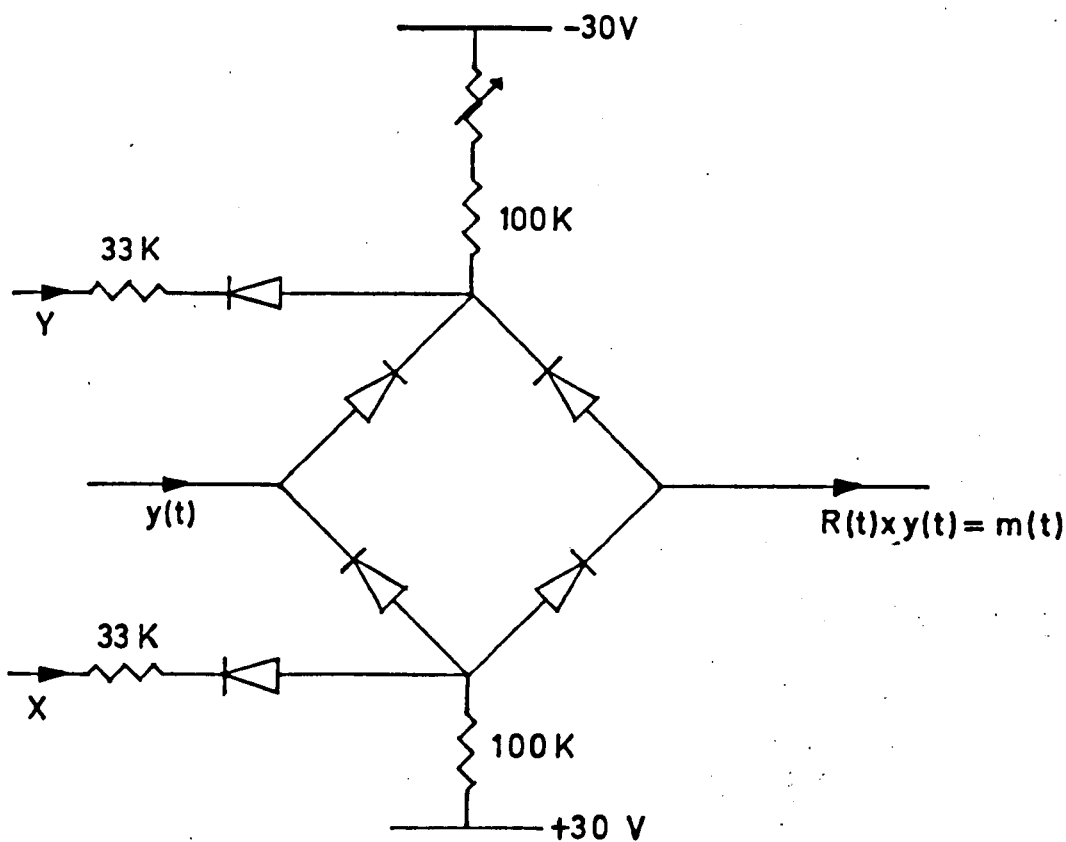 -30V
100K
33K
Y
y(t)
R(t)xy(t)= m(t)
33K
X
100K
+30 V